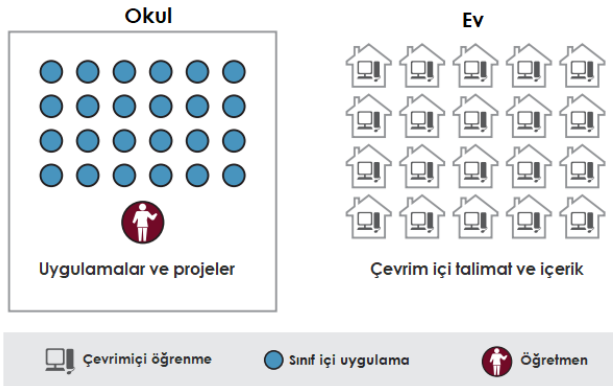 Okul
Ev
Uygulamalar ve projeler
Çevrim içi talimat ve içerik
Çevrimiçi öğrenme
Sınıf içi uygulama
Öğretmen